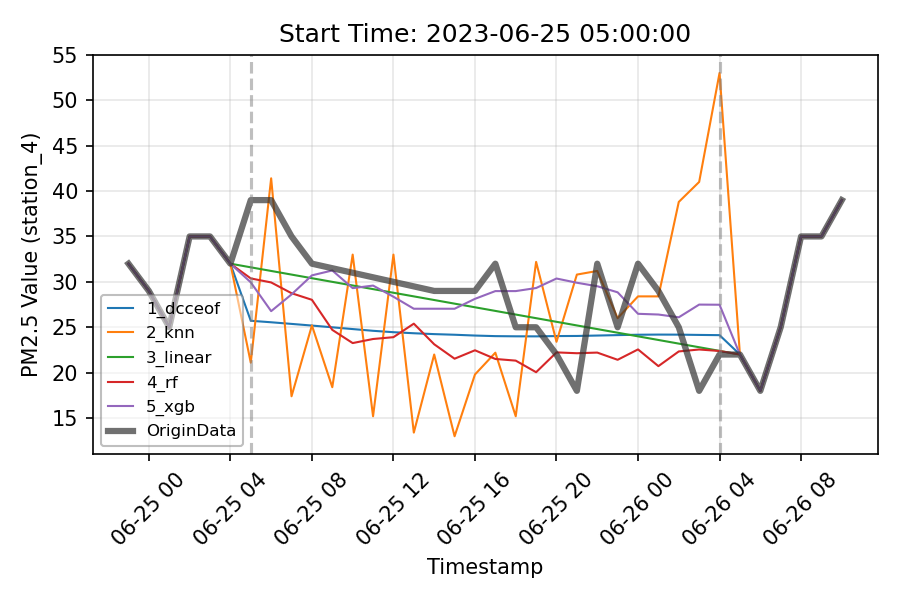 Start Time: 2023-06-25 05:00:00
PM2.5 Value (station_4)
55
50
45
40
35
30
25
20
15
1_dcceof
2_knn
3_linear
4_rf
5_xgb
OriginData
06-25 00
06-25 04
06-25 08
06-25 12
06-25 16
06-25 20
06-26 00
06-26 04
06-26 08
Timestamp